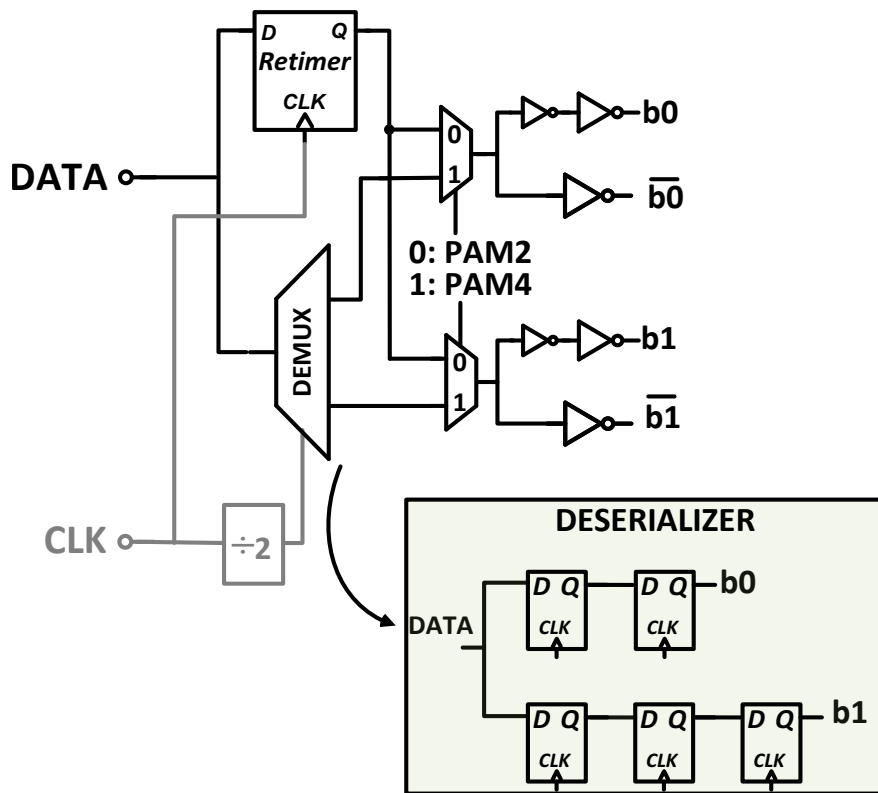 D Q
Retimer
CLK
DATA
0
1
b0
b0
0: PAM2
1: PAM4
DEMUX
0
1
b1
b1
CLK
÷2
DESERIALIZER
DATA
D Q
CLK
D Q
CLK
b0
D Q
CLK
D Q
CLK
D Q
CLK
b1